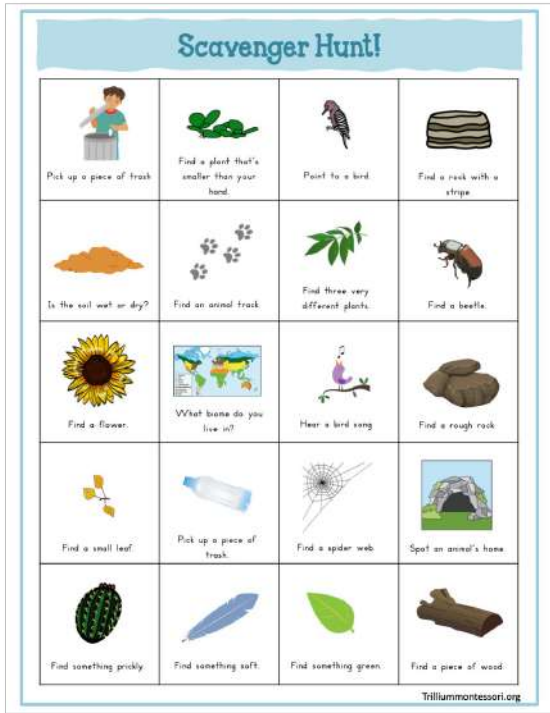 Scavenger Hunt!
Pick up a piece of trash
Find a plant that's
smaller than your
hand.
Point to a bird.
Find a rock with a
stripe.
Is the soil wet or dry?
Find an animal track.
Find three very
different plants.
Find a beetle.
Find a flower.
What biome do you
live in?
Hear a bird song
Find a rough rock
Find a small leaf
Pick up a piece of
trash.
Find a spider web.
Spot an animal's home.
Find something prickly.
Find something soft.
Find something green.
Find a piece of wood.
Trilliummontessori.org